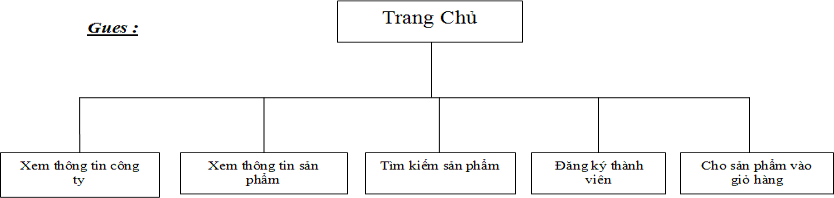 Trang Chủ
Gues :
Xem thông tin công
ty
Xem thông tin sản
phẩm
Tìm kiếm sản phẩm
Đăng ký thành
viên
Cho sản phẩm vào
giỏ hàng